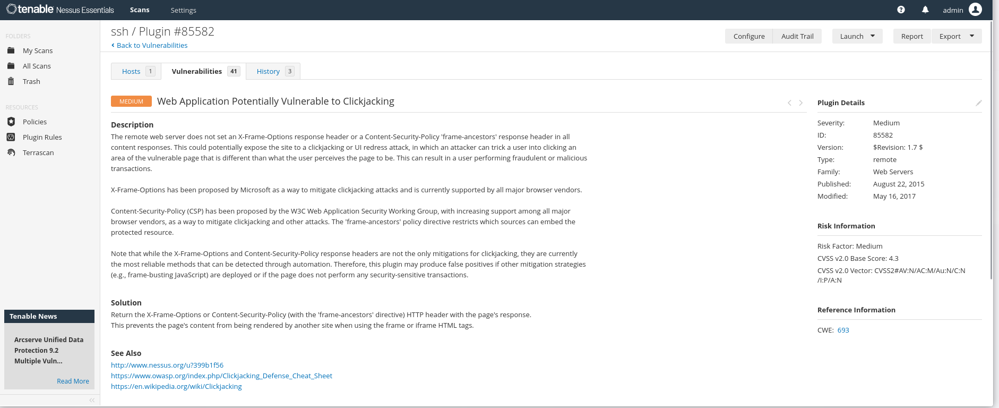 tenable Nessus Essentials Scans Settings admin
FOLDERS
My Scans
All Scans
Trash
RESOURCES
Policies
Plugin Rules
Terrascan
Tenable News
Arcserve Unified Data
Protection 9.2
Multiple Vuln...
Read More
ssh / Plugin #85582
Back to Vulnerabilities
Configure Audit Trail Launch Report Export
Hosts 1 Vulnerabilities 41 History 3
MEDIUM Web Application Potentially Vulnerable to Clickjacking
Description
The remote web server does not set an X-Frame-Options response header or a Content-Security-Policy 'frame-ancestors' response header in all
content responses. This could potentially expose the site to a clickjacking or UI redress attack, in which an attacker can trick a user into clicking an
area of the vulnerable page that is different than what the user perceives the page to be. This can result in a user performing fraudulent or malicious
transactions.
X-Frame-Options has been proposed by Microsoft as a way to mitigate clickjacking attacks and is currently supported by all major browser vendors.
Content-Security-Policy (CSP) has been proposed by the W3C Web Application Security Working Group, with increasing support among all major
browser vendors, as a way to mitigate clickjacking and other attacks. The 'frame-ancestors' policy directive restricts which sources can embed the
protected resource.
Note that while the X-Frame-Options and Content-Security-Policy response headers are not the only mitigations for clickjacking, they are currently
the most reliable methods that can be detected through automation. Therefore, this plugin may produce false positives if other mitigation strategies
(e.g., frame-busting JavaScript) are deployed or if the page does not perform any security-sensitive transactions.
Solution
Return the X-Frame-Options or Content-Security-Policy (with the 'frame-ancestors' directive) HTTP header with the page's response.
This prevents the page's content from being rendered by another site when using the frame or iframe HTML tags.
See Also
http://www.nessus.org/u?399b1f56
https://www.owasp.org/index.php/Clickjacking_Defense_Cheat_Sheet
https://en.wikipedia.org/wiki/Clickjacking
Plugin Details
Severity: Medium
ID: 85582
Version: $Revision: 1.7 $
Type: remote
Family: Web Servers
Published: August 22, 2015
Modified: May 16, 2017
Risk Information
Risk Factor: Medium
CVSS v2.0 Base Score: 4.3
CVSS v2.0 Vector: CVSS2#AV:N/AC:M/Au:N/C:N
/I:P/A:N
Reference Information
CWE: 693